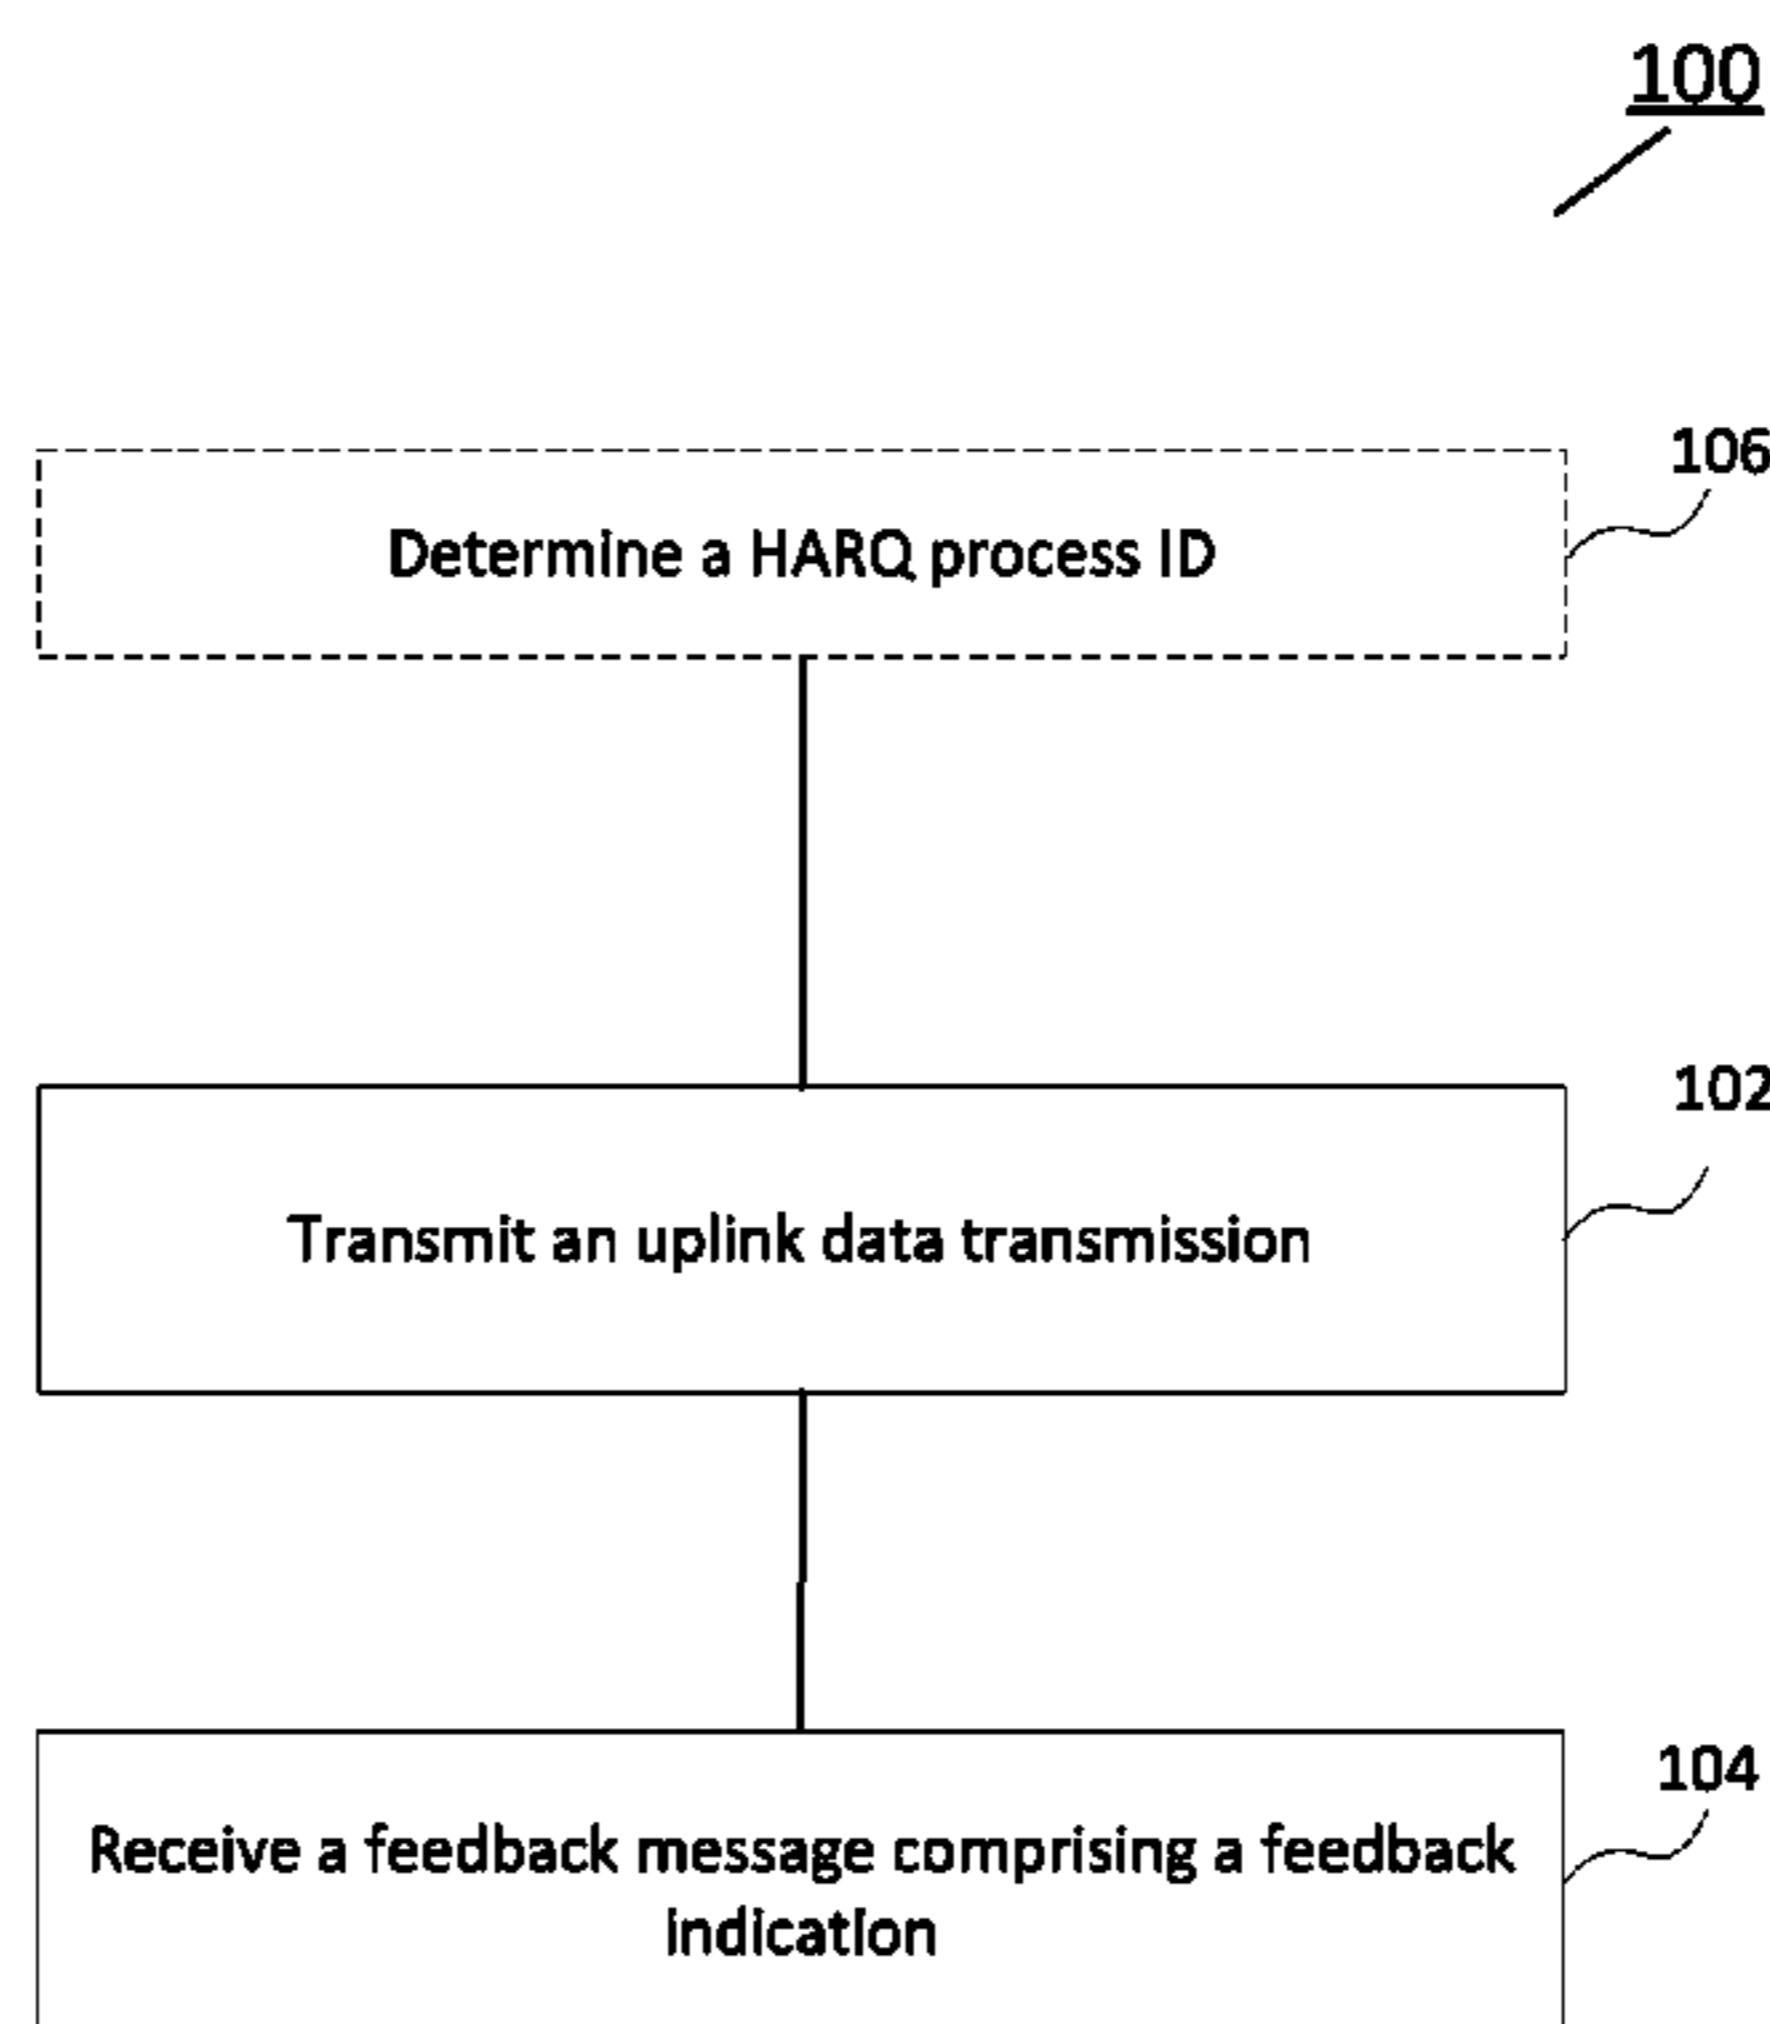 100
106
Determine a HARQ process ID
102
Transmit an uplink data transmission
104
Receive a feedback message comprising a feedback
indication